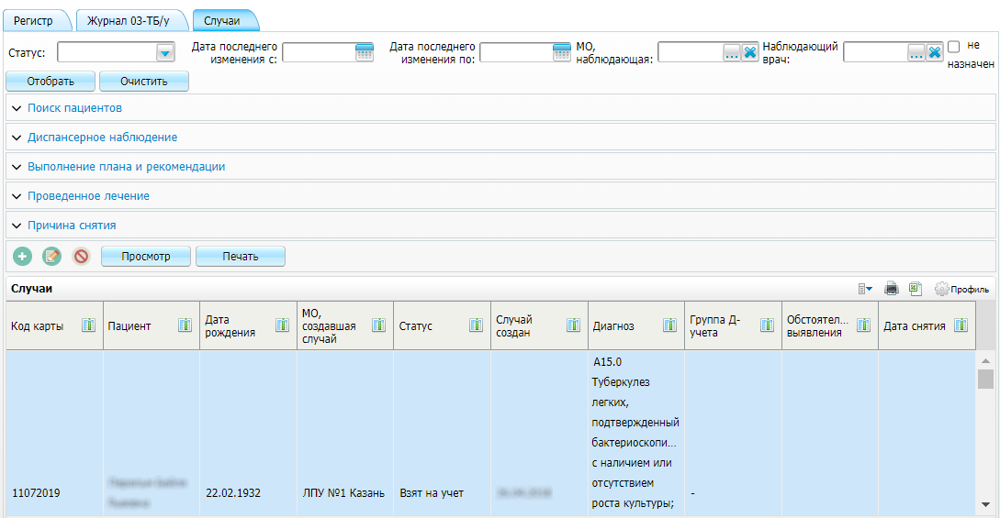 Регистр Журнал 03-ТБ/у Случаи
Статус: Дата последнего изменения с: Дата последнего изменения по: МО, наблюдающая: ... Наблюдающий врач: ... не назначен
Отобрать Очистить
Поиск пациентов
Диспансерное наблюдение
Выполнение плана и рекомендации
Проведенное лечение
Причина снятия
Просмотр Печать
Случаи Профиль
Код карты Пациент Дата рождения МО, создавшая случай Статус Случай создан Диагноз Группа Д-учета Обстоятел... выявления Дата снятия
A15.0
Туберкулез
легких,
подтвержденный
бактериоскопи...
с наличием или
отсутствием
роста культуры;
11072019 22.02.1932 ЛПУ №1 Казань Взят на учет -